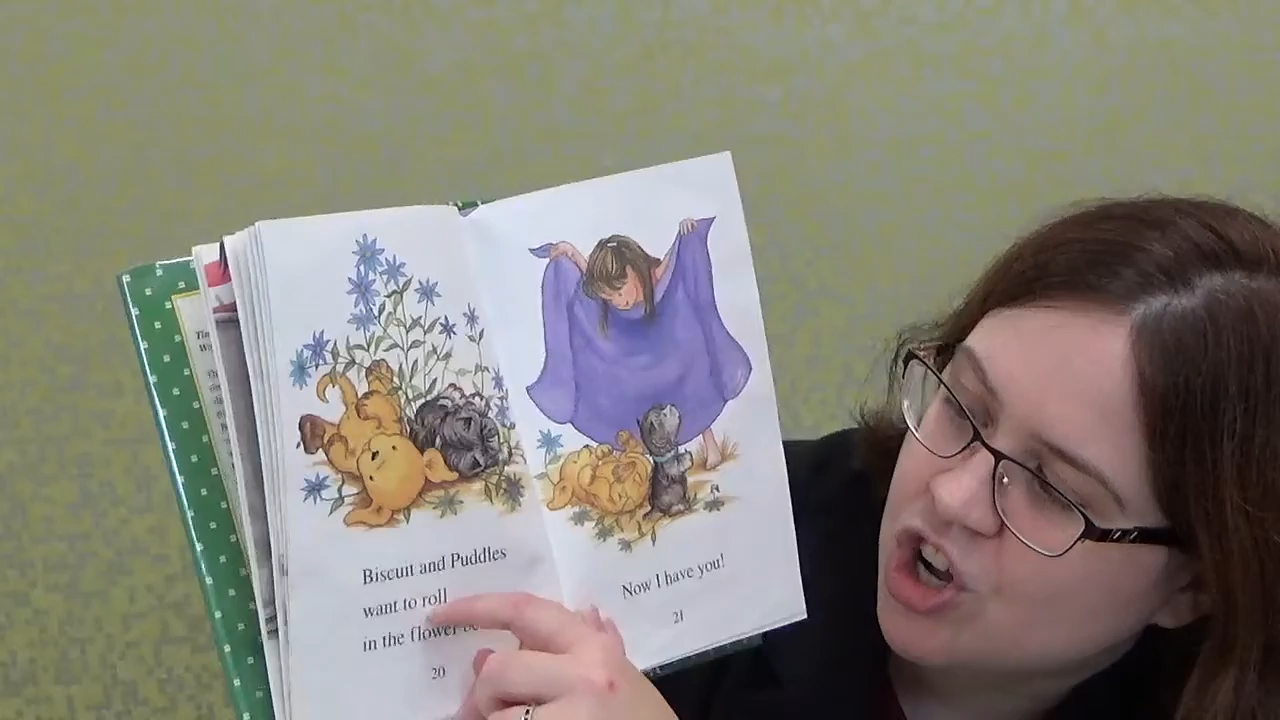 Biscuit and Puddles
want to roll
in the flower
20
Now I have you!
21